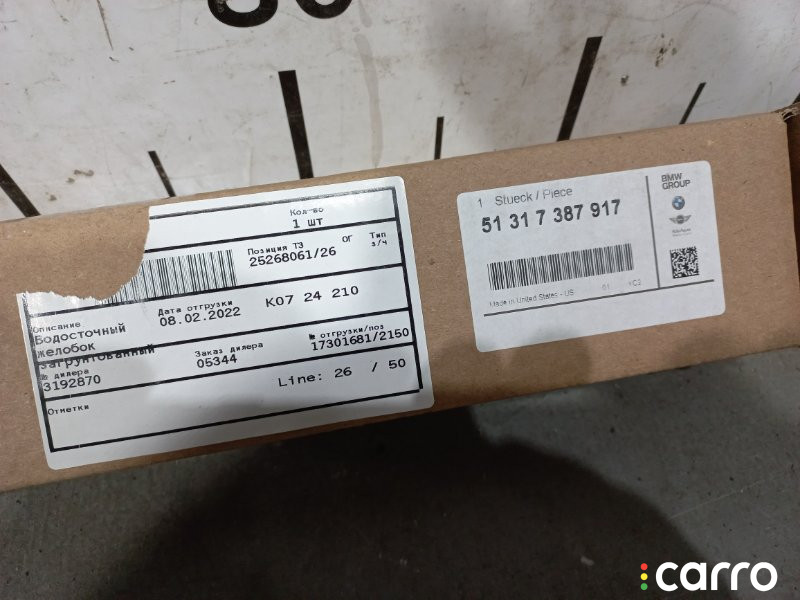 Кол-во
1 шт
Позиция ТЗ
25268061/26
ОГ
Тип
з/ч
Описание
Водосточный
желобок
загрунтованный
Дата отгрузки
08.02.2022
K07 24 210
№ дилера
3192870
Заказ дилера
05344
№ отгрузки/поз
17301681/2150
Отметки
Line: 26 / 50
1 Stueck / Piece
51 31 7 387 917
Made in United States - US
01
BMW
GROUP
carro